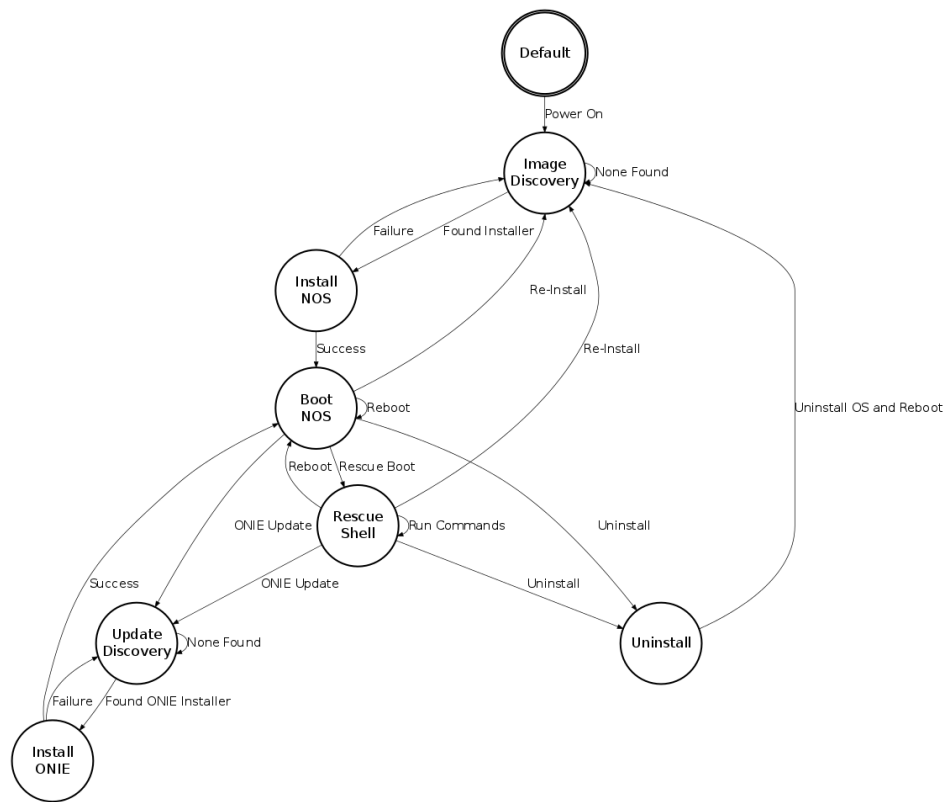 Default
Power On
Image
Discovery
None Found
Failure
Found Installer
Install
NOS
Re-Install
Success
Re-Install
Boot
NOS
Reboot
Uninstall OS and Reboot
Reboot
Rescue Boot
Rescue
Shell
Run Commands
ONIE Update
Uninstall
Success
ONIE Update
Uninstall
Update
Discovery
None Found
Uninstall
Failure
Found ONIE Installer
Install
ONIE